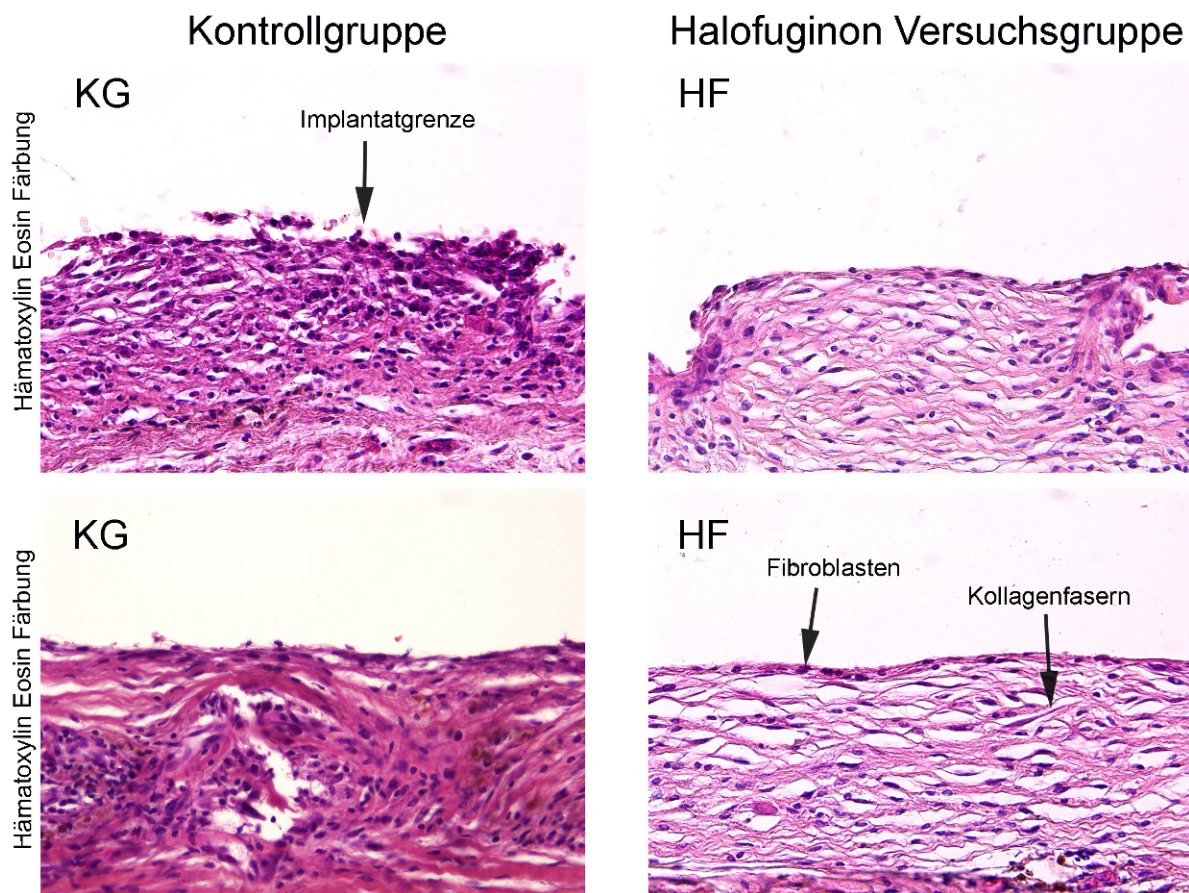 Kontrollgruppe
Halofuginon Versuchsgruppe
Hämatoxylin Eosin Färbung
KG
Implantatgrenze
HF
Hämatoxylin Eosin Färbung
KG
HF
Fibroblasten
Kollagenfasern